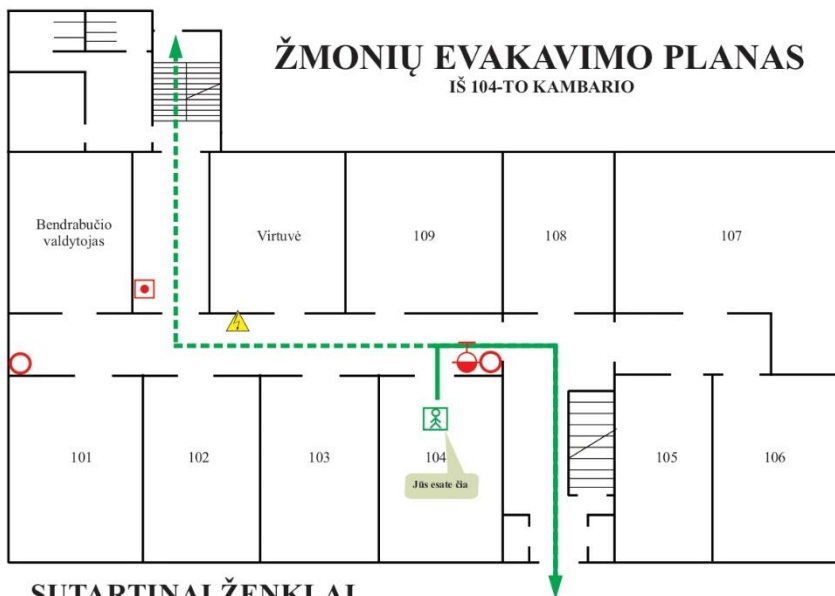 ŽMONIŲ EVAKAVIMO PLANAS
IŠ 104-TO KAMBARIO
Bendrabučio
valdytojas
Virtuvė
109
108
107
101
102
103
104
105
106
Jūs esate čia
SUTARTINAI ŽENKLAI